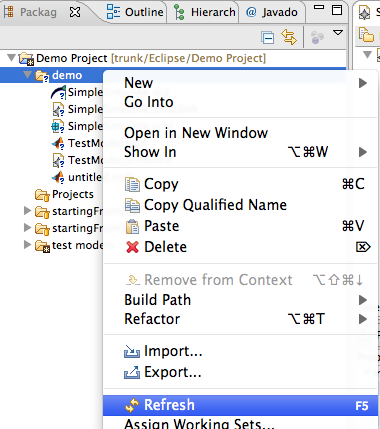 Packag
Outline
Hierarch
Javado
Demo Project [trunk/Eclipse/Demo Project]
demo
Simple
Simple
Simple
TestMo
TestMo
untitle
Projects
startingFr
startingFr
test mode
New
Go Into
Open in New Window
Show In ⌥⌘W
Copy ⌘C
Copy Qualified Name
Paste ⌘V
Delete ⌦
Remove from Context ⌥⇧⌘↓
Build Path
Refactor ⌥⌘T
Import...
Export...
Refresh F5
Assign Working Sets...